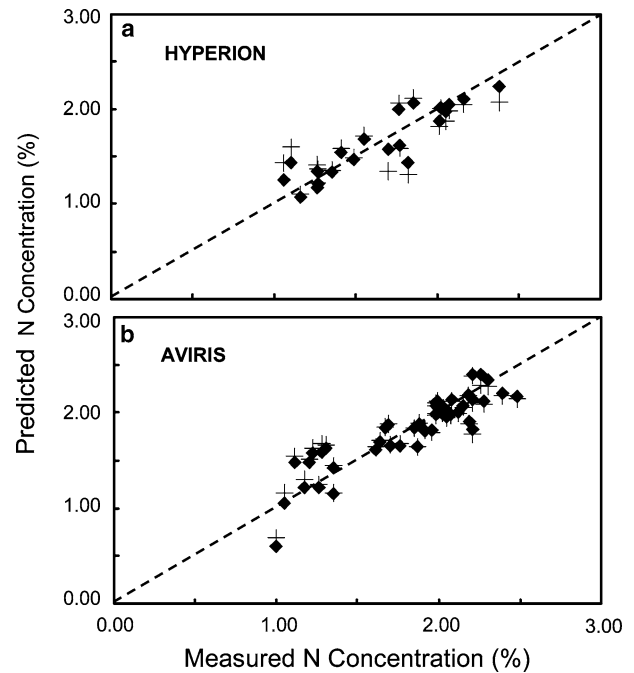 3.00
a
HYPERION
2.00
1.00
0.00
3.00
b
AVIRIS
2.00
1.00
0.00
0.00 1.00 2.00 3.00
Predicted N Concentration (%)
Measured N Concentration (%)